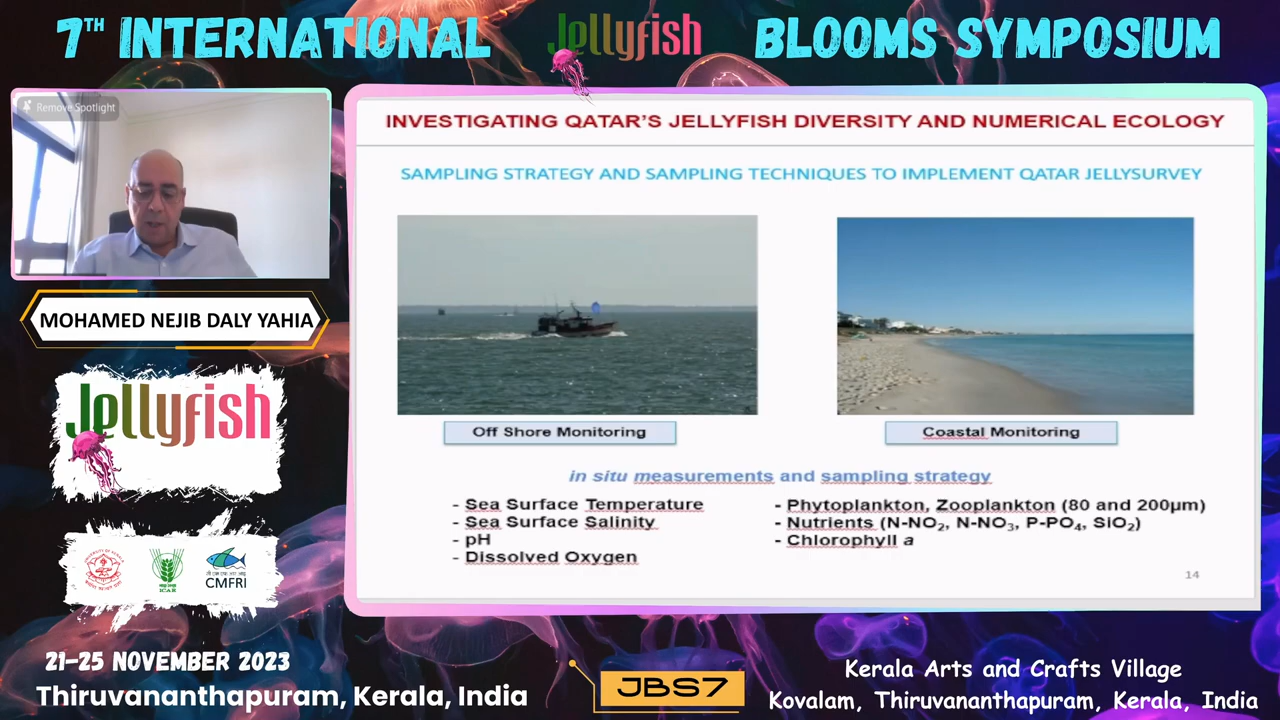 7TH INTERNATIONAL Jellyfish BLOOMS SYMPOSIUM
Remove Spotlight
MOHAMED NEJIB DALY YAHIA
Jellyfish
ICAR
CMFRI
21-25 NOVEMBER 2023
Thiruvananthapuram, Kerala, India
INVESTIGATING QATAR'S JELLYFISH DIVERSITY AND NUMERICAL ECOLOGY
SAMPLING STRATEGY AND SAMPLING TECHNIQUES TO IMPLEMENT QATAR JELLYSURVEY
Off Shore Monitoring
Coastal Monitoring
in situ measurements and sampling strategy
- Sea Surface Temperature
- Sea Surface Salinity
- pH
- Dissolved Oxygen
- Phytoplankton, Zooplankton (80 and 200µm)
- Nutrients (N-NO2, N-NO3, P-PO4, SiO2)
- Chlorophyll a
14
JBS7
Kerala Arts and Crafts Village
Kovalam, Thiruvananthapuram, Kerala, India